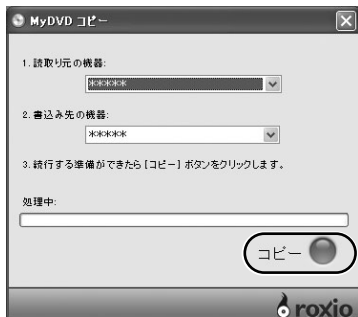 MyDVD コピー
1. 読取り元の機器:
*****
2. 書込み先の機器:
*****
3. 続行する準備ができたら [コピー] ボタンをクリックします。
処理中:
コピー
roxio